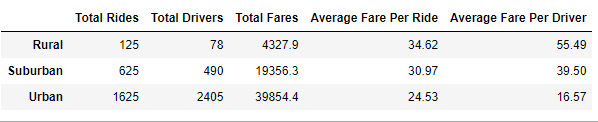 Total Rides Total Drivers Total Fares Average Fare Per Ride Average Fare Per Driver
Rural 125 78 4327.9 34.62 55.49
Suburban 625 490 19356.3 30.97 39.50
Urban 1625 2405 39854.4 24.53 16.57